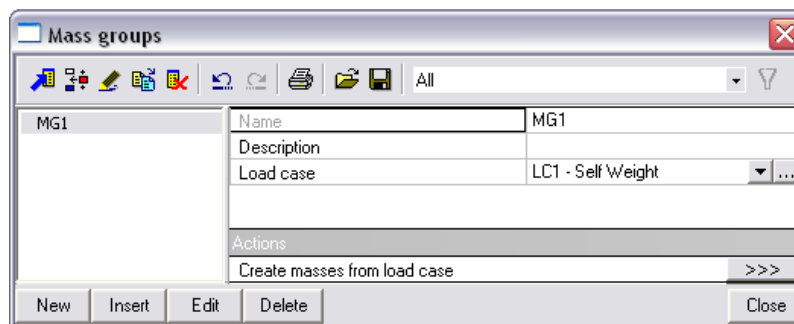 Mass groups
All
MG1
Name MG1
Description
Load case LC1 - Self Weight ...
Actions
Create masses from load case >>>
New Insert Edit Delete Close